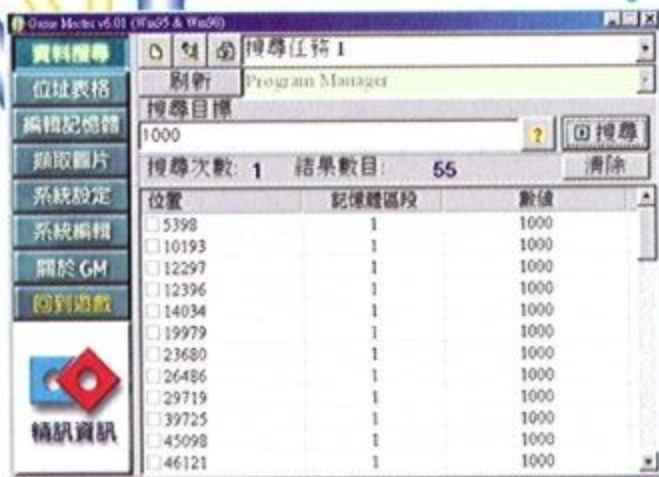 Game Master v6.01 (Win95 & Win98)
資料搜尋
位址表格
編輯記憶體
擷取圖片
系統設定
系統編輯
關於 GM
回到遊戲
精訊資訊
搜尋任務 1
刷新
Program Manager
搜尋目標
1000
?
搜尋
搜尋次數: 1 結果數目: 55
清除
位置 記憶體區段 數值
5398 1 1000
10193 1 1000
12297 1 1000
12396 1 1000
14034 1 1000
19979 1 1000
23680 1 1000
26486 1 1000
29719 1 1000
39725 1 1000
45098 1 1000
46121 1 1000